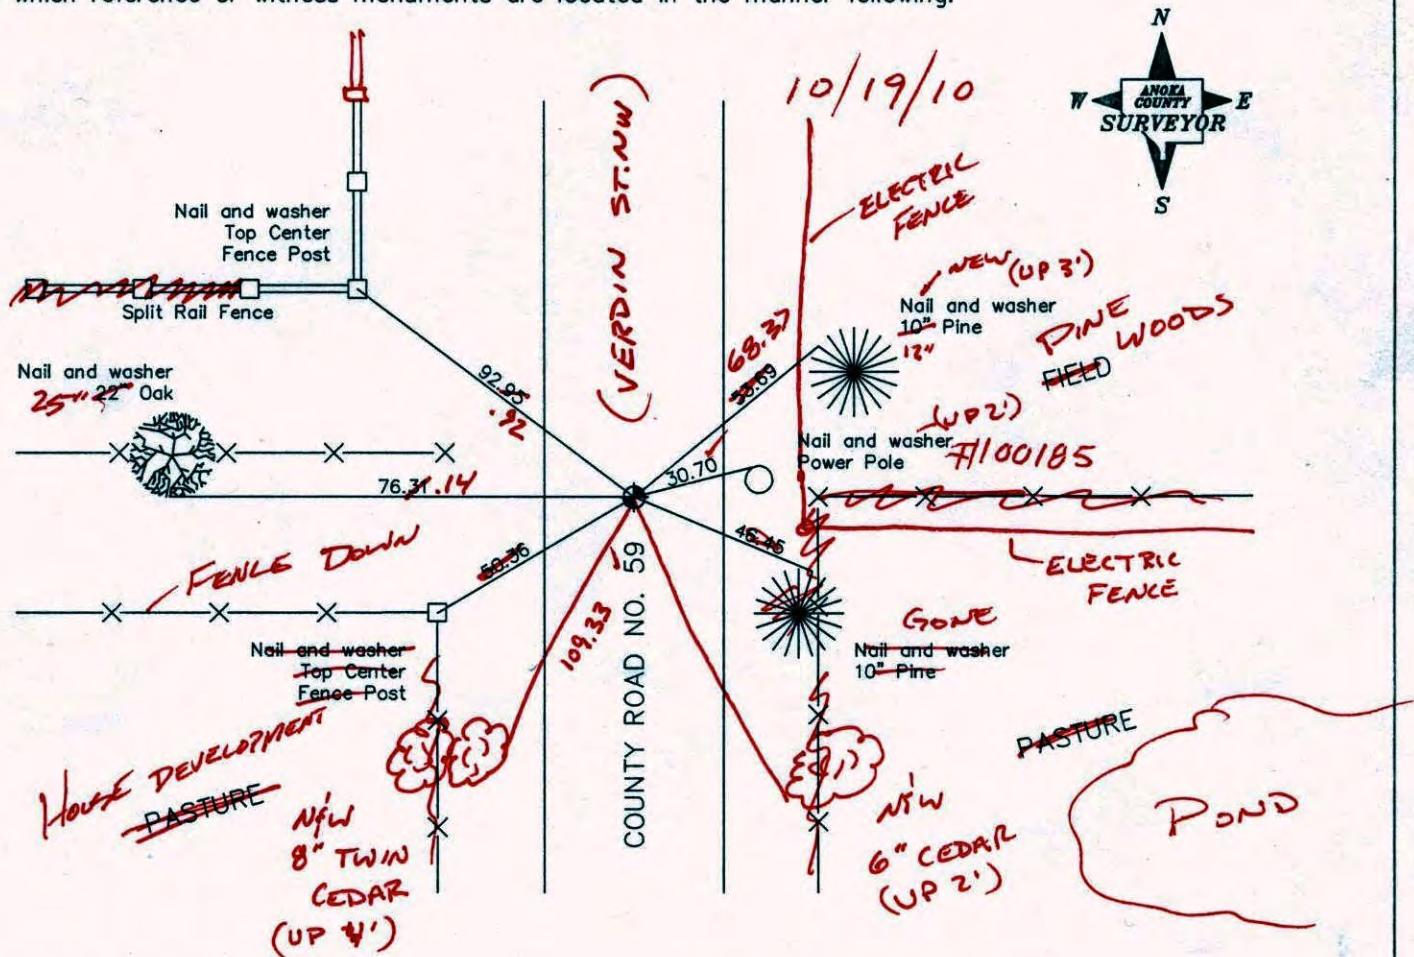 which reference or witness monuments are located in the manner following:
N
W
ANOKA
COUNTY
E
SURVEYOR
S
10/19/10
(VERDIN ST. NW)
ELECTRIC
FENCE
Nail and washer
Top Center
Fence Post
Split Rail Fence
NEW (UP 3')
Nail and washer
10" Pine
12"
PINE
WOODS
FIELD
Nail and washer
25" 22" Oak
92.95
.92
68.37
53.69
(UP 2')
Nail and washer
Power Pole #100185
30.70
76.31 .14
46.45
50.36
FENCE DOWN
ELECTRIC
FENCE
109.33
COUNTY ROAD NO. 59
GONE
Nail and washer
10" Pine
Nail and washer
Top Center
Fence Post
HOUSE DEVELOPMENT
PASTURE
PASTURE
POND
N&W
8" TWIN
CEDAR
(UP 4')
N&W
6" CEDAR
(UP 2')